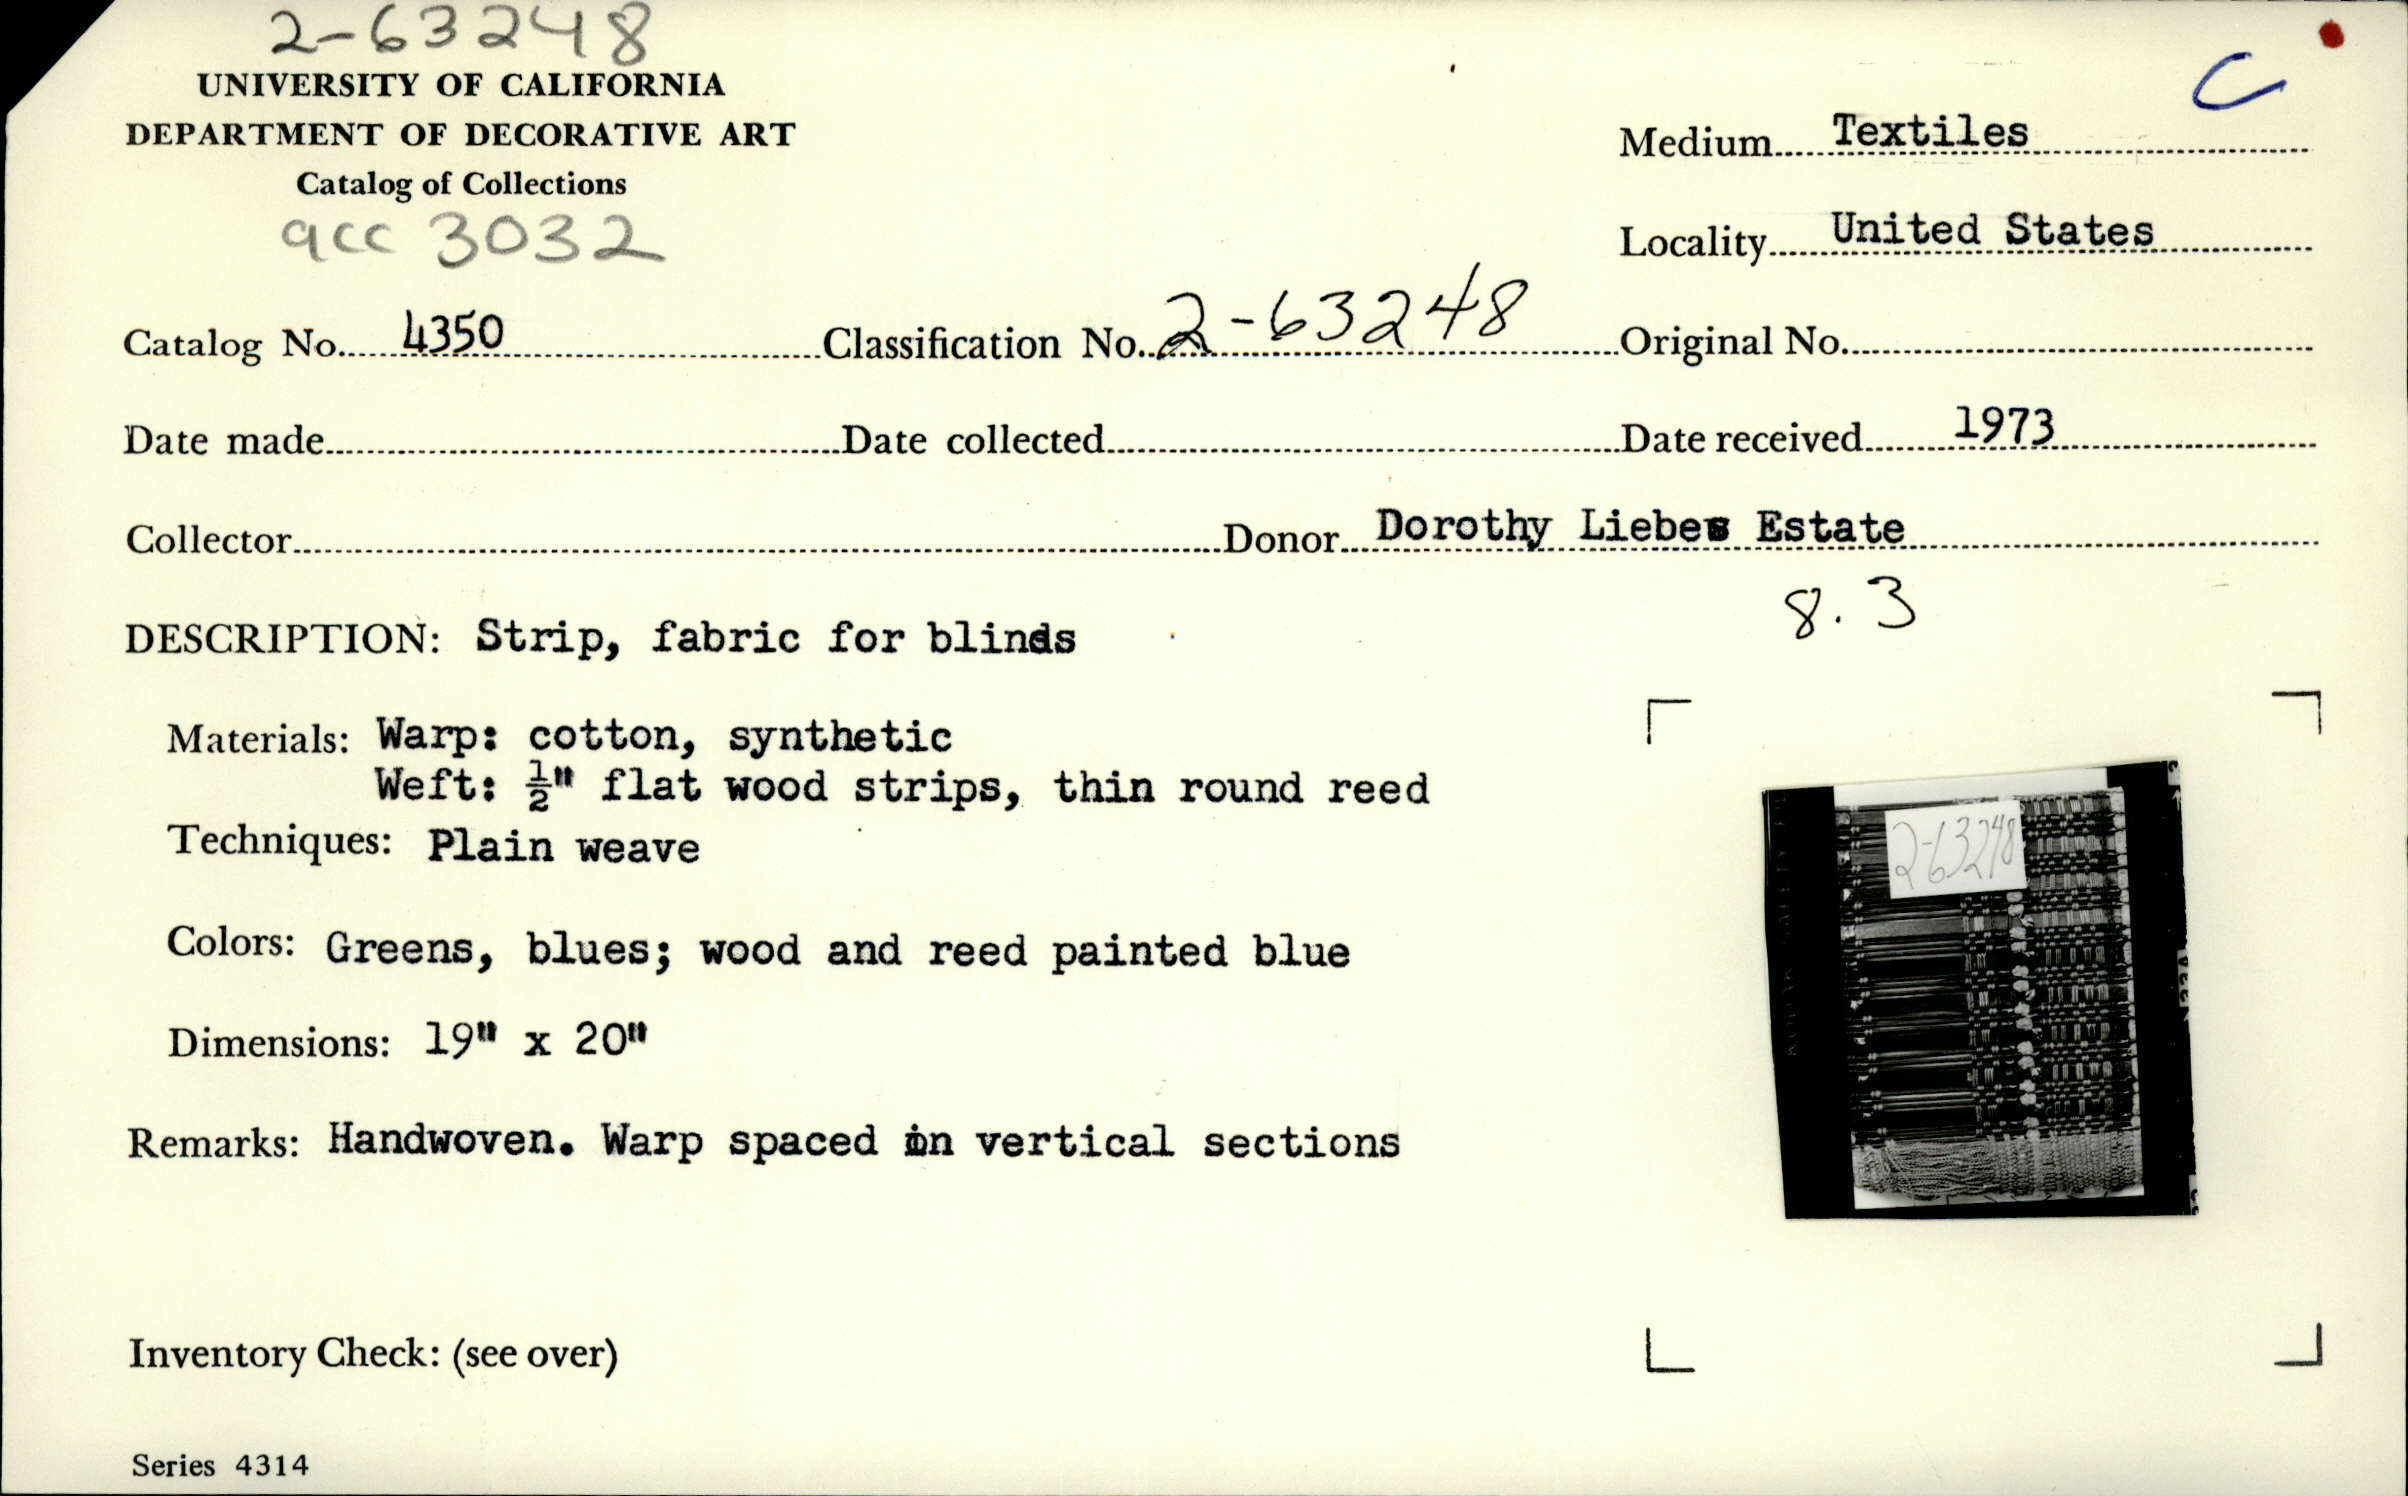 2-63248
UNIVERSITY OF CALIFORNIA
DEPARTMENT OF DECORATIVE ART
Catalog of Collections
acc 3032
C
Medium Textiles
Locality United States
Catalog No. 4350 Classification No. 2-63248 Original No.
Date made Date collected Date received 1973
Collector Donor Dorothy Liebes Estate
8.3
DESCRIPTION: Strip, fabric for blinds
Materials: Warp: cotton, synthetic
Weft: ½" flat wood strips, thin round reed
Techniques: Plain weave
Colors: Greens, blues; wood and reed painted blue
Dimensions: 19" x 20"
Remarks: Handwoven. Warp spaced in vertical sections
2-63248
Inventory Check: (see over)
Series 4314